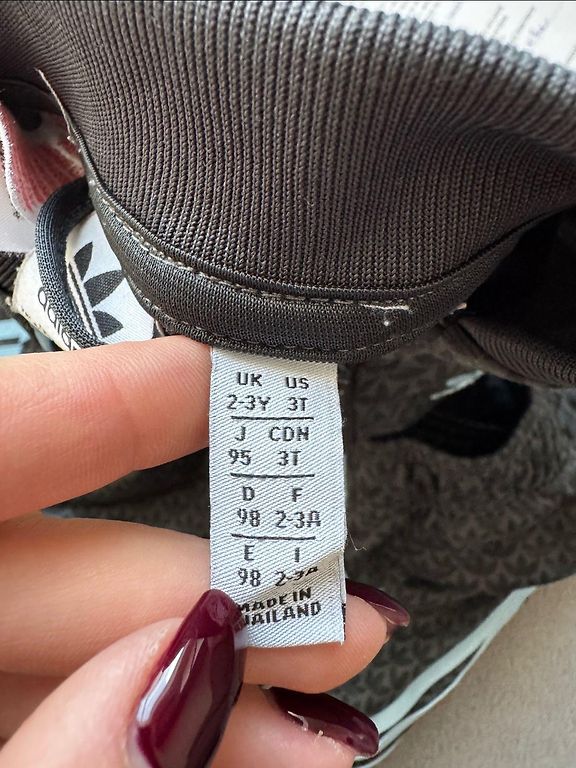 UK US
2-3Y 3T
J CDN
95 3T
D F
98 2-3A
E I
98 2-3A
MADE IN
THAILAND